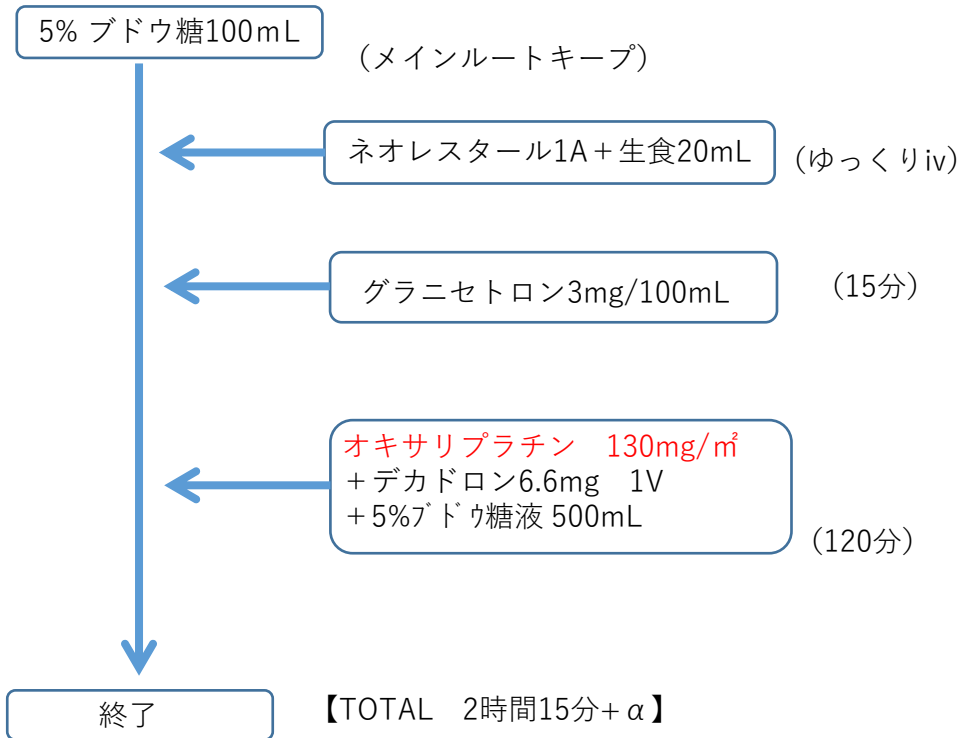 5% ブドウ糖100mL
(メインルートキープ)
ネオレスタール1A＋生食20mL
(ゆっくりiv)
グラニセトロン3mg/100mL
(15分)
オキサリプラチン　130mg/㎡
＋デカドロン6.6mg　1V
＋5%ﾌﾞﾄﾞｳ糖液 500mL
(120分)
終了
【TOTAL　2時間15分+α】